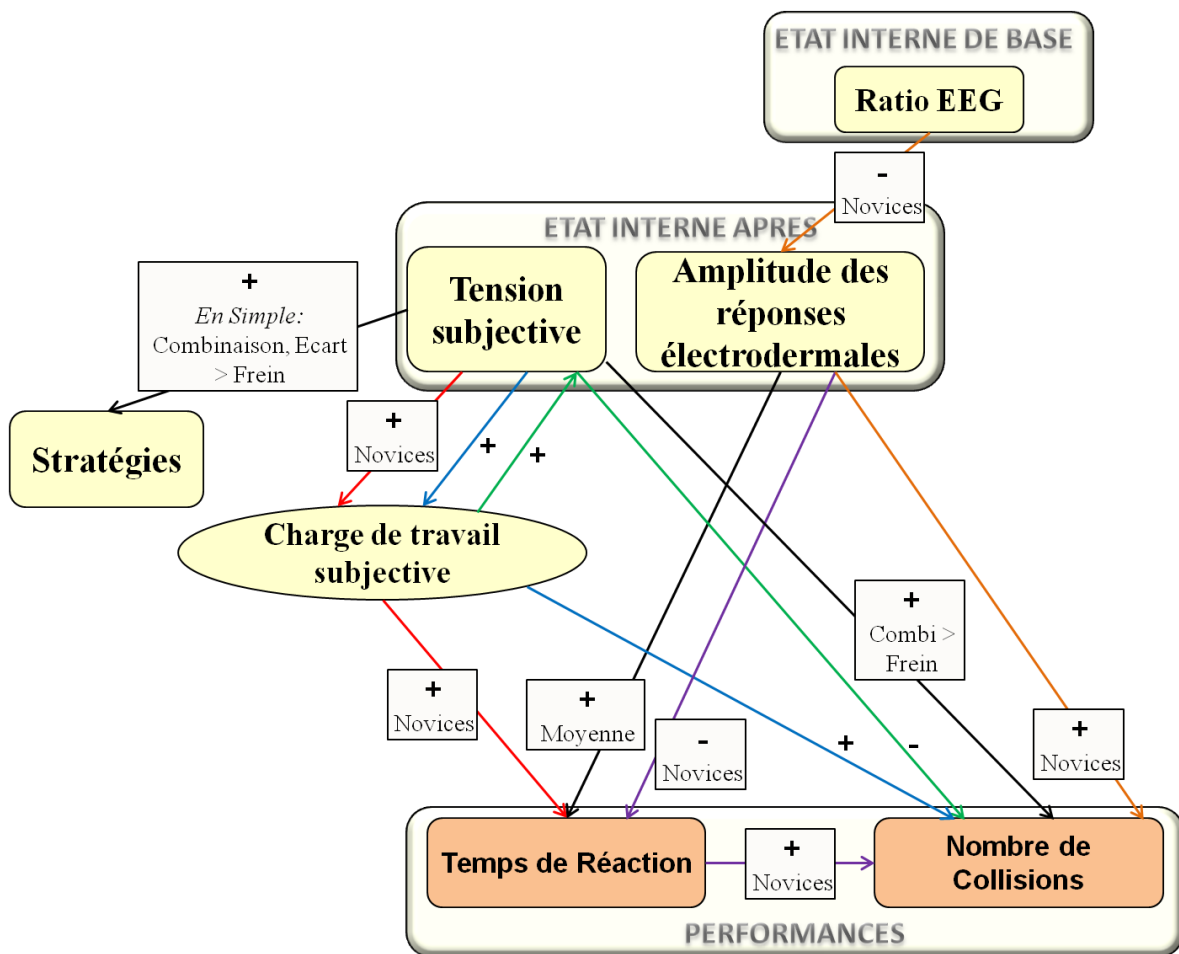 ETAT INTERNE DE BASE
Ratio EEG
-
Novices
ETAT INTERNE APRES
Tension
subjective
Amplitude des
réponses
électrodermales
+
En Simple:
Combinaison, Ecart
> Frein
Stratégies
+
Novices
+
+
Charge de travail
subjective
+
Combi >
Frein
+
Novices
+
Moyenne
-
Novices
+
-
+
Novices
Temps de Réaction
+
Novices
Nombre de
Collisions
PERFORMANCES